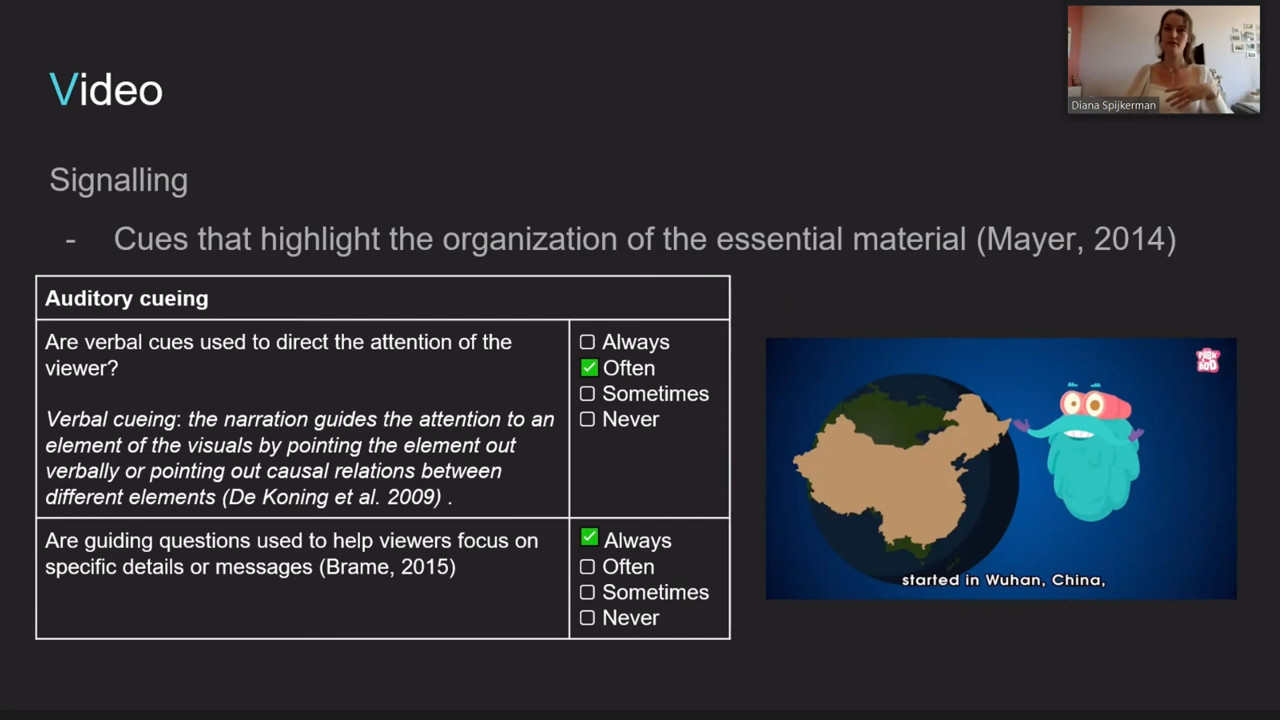 Video
Diana Spijkerman
Signalling
- Cues that highlight the organization of the essential material (Mayer, 2014)
Auditory cueing
Are verbal cues used to direct the attention of the
viewer?
Verbal cueing: the narration guides the attention to an
element of the visuals by pointing the element out
verbally or pointing out causal relations between
different elements (De Koning et al. 2009) .
Always
Often
Sometimes
Never
Are guiding questions used to help viewers focus on
specific details or messages (Brame, 2015)
Always
Often
Sometimes
Never
started in Wuhan, China,